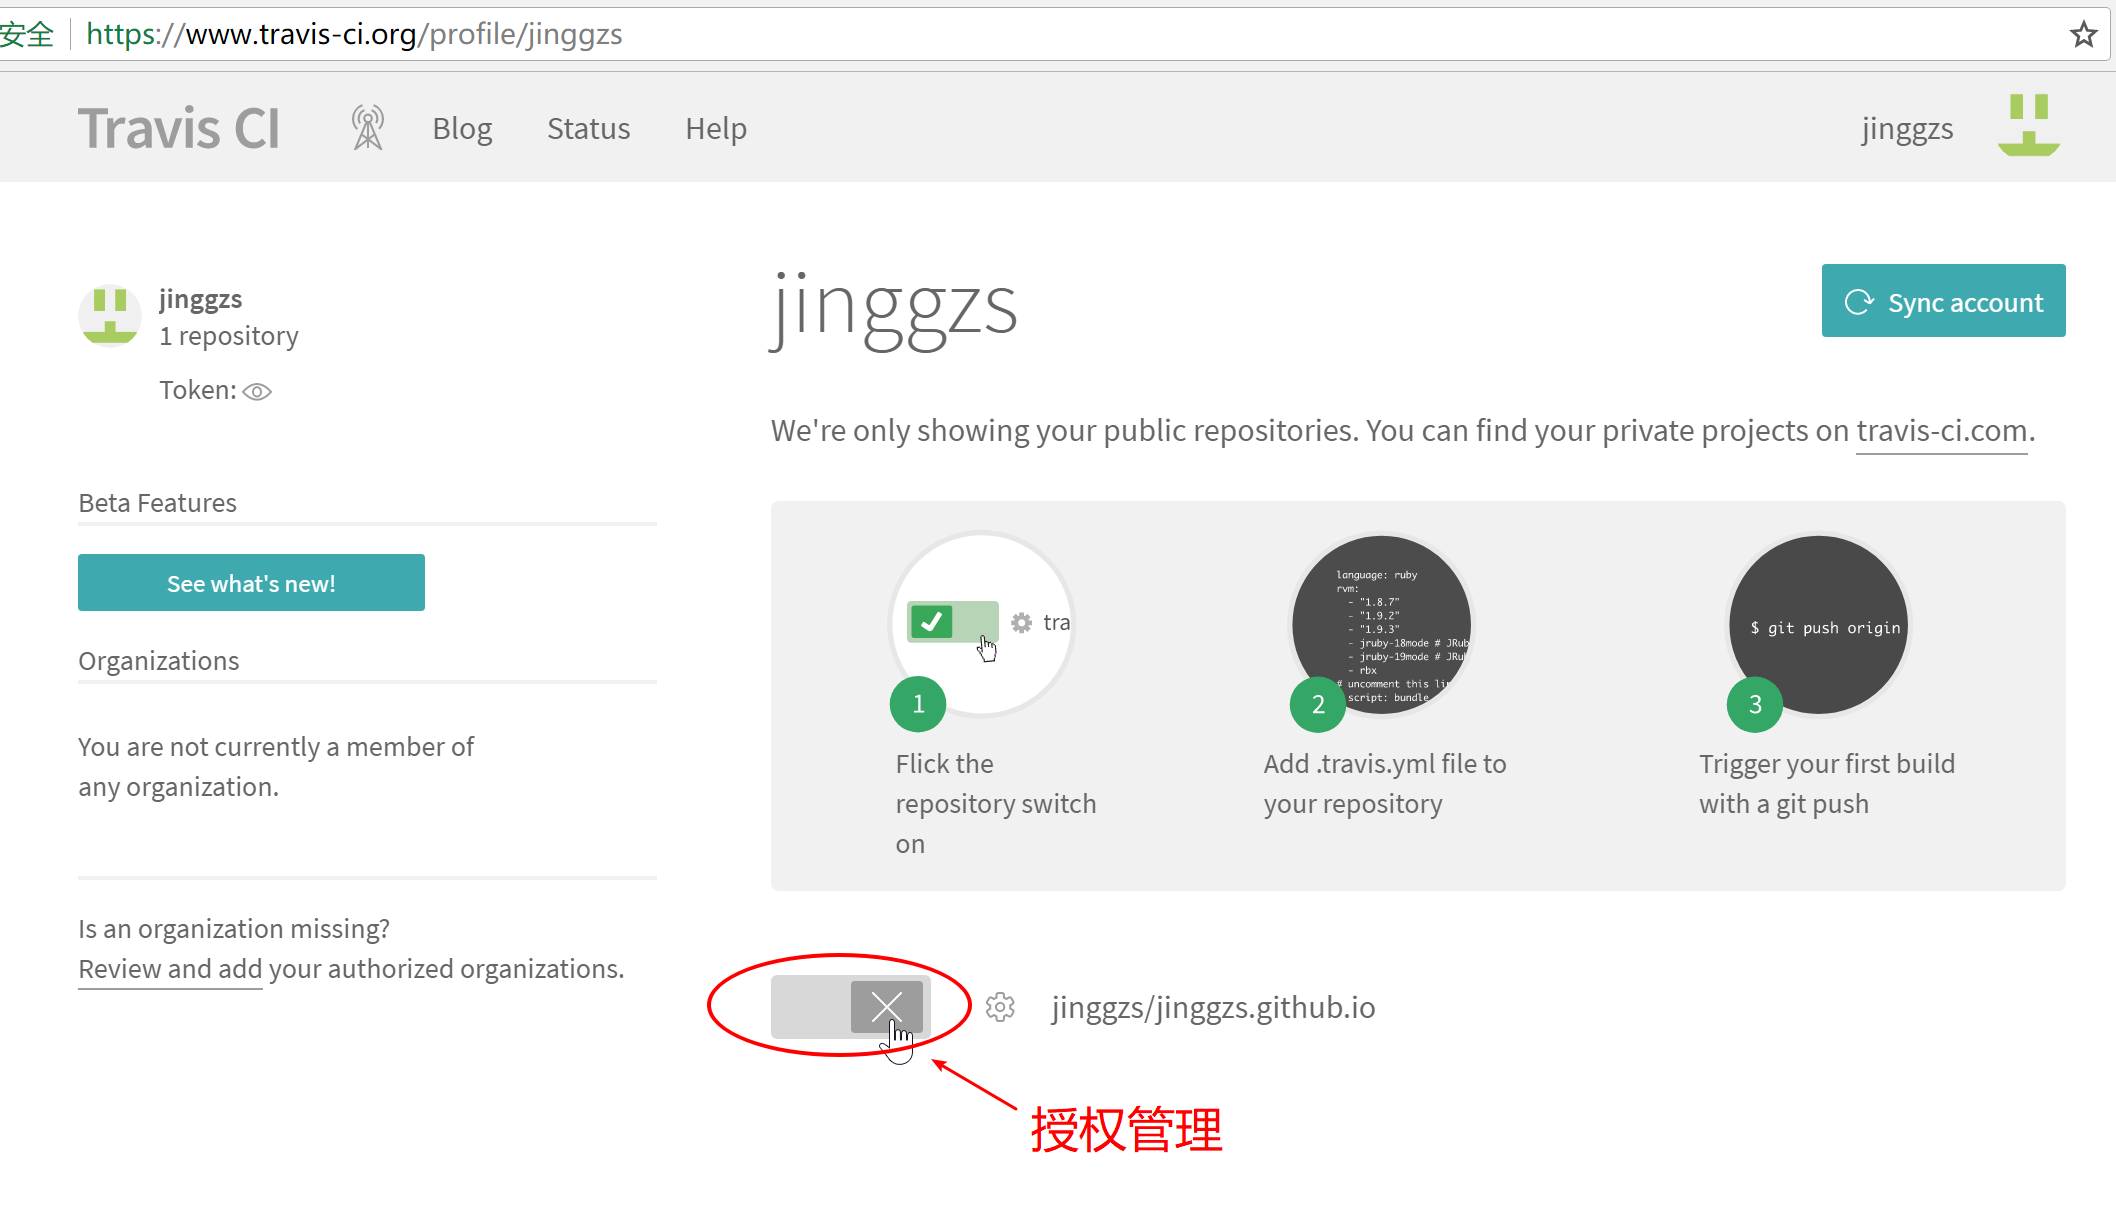 安全 https://www.travis-ci.org/profile/jinggzs
Travis CI Blog Status Help jinggzs
jinggzs
1 repository
Token:
Beta Features
See what's new!
Organizations
You are not currently a member of
any organization.
Is an organization missing?
Review and add your authorized organizations.
jinggzs
Sync account
We're only showing your public repositories. You can find your private projects on travis-ci.com.
tra
1
Flick the
repository switch
on
language: ruby
rvm:
- "1.8.7"
- "1.9.2"
- "1.9.3"
- jruby-18mode # JRub
- jruby-19mode # JRu
- rbx
# uncomment this li
script: bundle
2
Add .travis.yml file to
your repository
$ git push origin
3
Trigger your first build
with a git push
jinggzs/jinggzs.github.io
授权管理